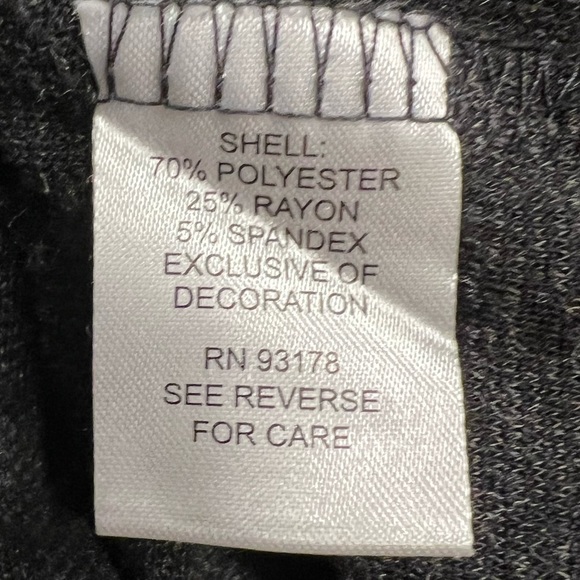 SHELL:
70% POLYESTER
25% RAYON
5% SPANDEX
EXCLUSIVE OF
DECORATION
RN 93178
SEE REVERSE
FOR CARE